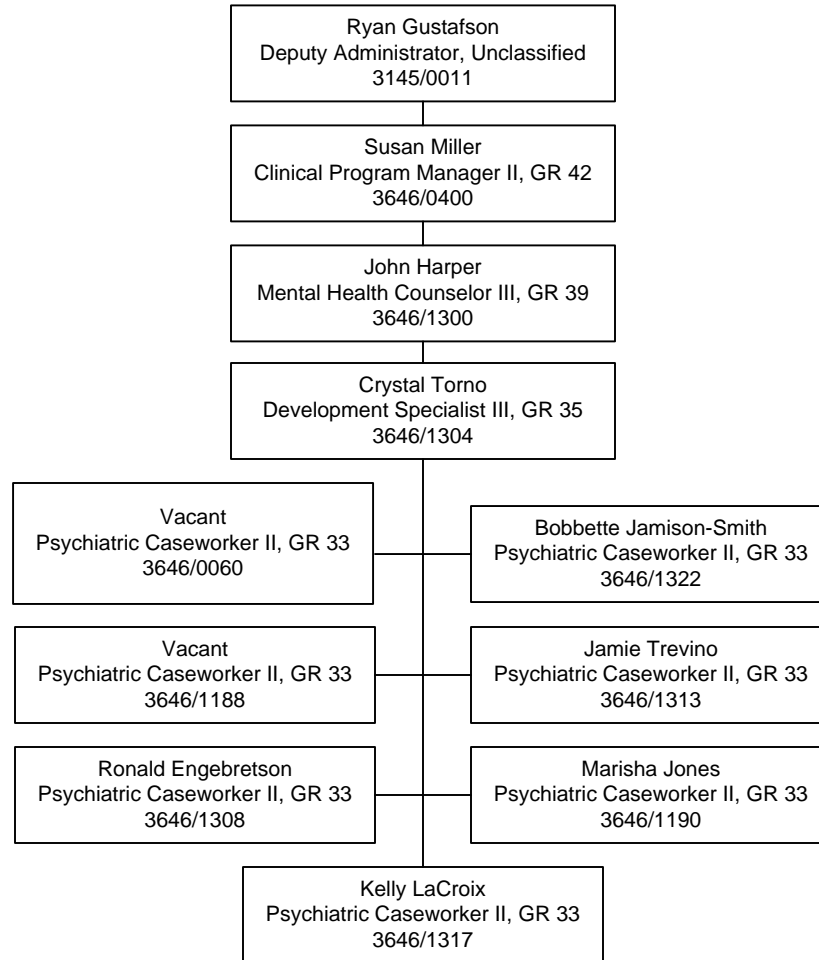 Ryan Gustafson
Deputy Administrator, Unclassified
3145/0011
Susan Miller
Clinical Program Manager II, GR 42
3646/0400
John Harper
Mental Health Counselor III, GR 39
3646/1300
Crystal Torno
Development Specialist III, GR 35
3646/1304
Vacant
Psychiatric Caseworker II, GR 33
3646/0060
Bobbette Jamison-Smith
Psychiatric Caseworker II, GR 33
3646/1322
Vacant
Psychiatric Caseworker II, GR 33
3646/1188
Jamie Trevino
Psychiatric Caseworker II, GR 33
3646/1313
Ronald Engebretson
Psychiatric Caseworker II, GR 33
3646/1308
Marisha Jones
Psychiatric Caseworker II, GR 33
3646/1190
Kelly LaCroix
Psychiatric Caseworker II, GR 33
3646/1317